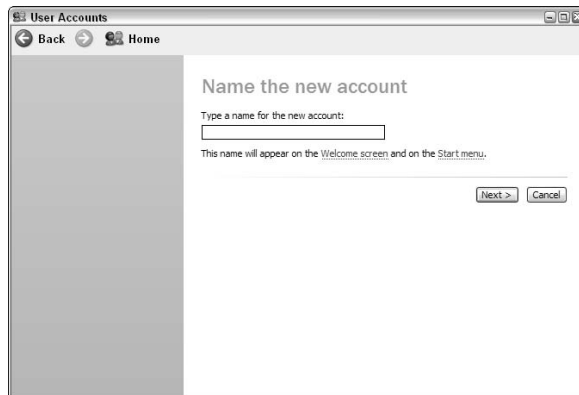 User Accounts
Back Home
Name the new account
Type a name for the new account:
This name will appear on the Welcome screen and on the Start menu.
Next > Cancel